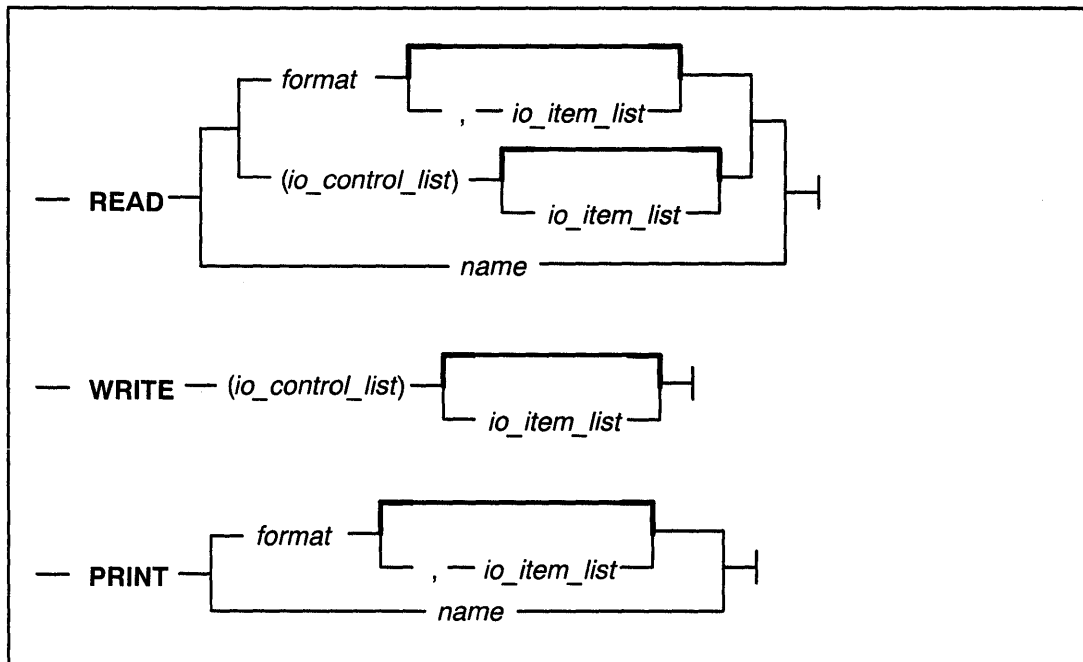 format
, io_item_list
(io_control_list)
READ
io_item_list
name
WRITE (io_control_list)
io_item_list
format
, io_item_list
PRINT
name